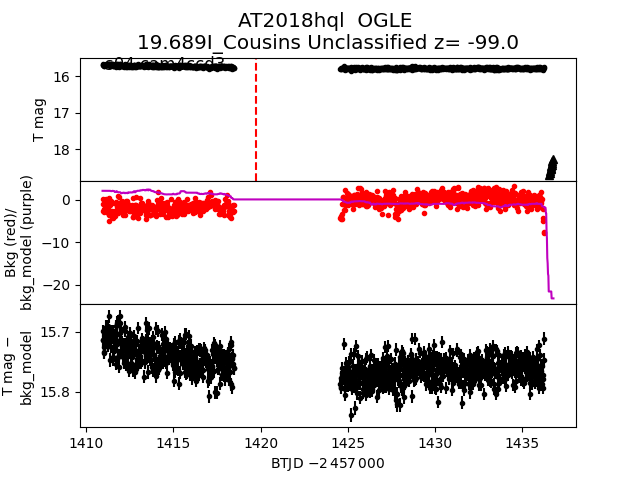 AT2018hql  OGLE
19.689I_Cousins Unclassified z= -99.0
s04-cam4ccd3
T mag
16
17
18
Bkg (red)/
bkg_model (purple)
0
−10
−20
T mag −
bkg_model
15.7
15.8
1410 1415 1420 1425 1430 1435
BTJD −2 457 000